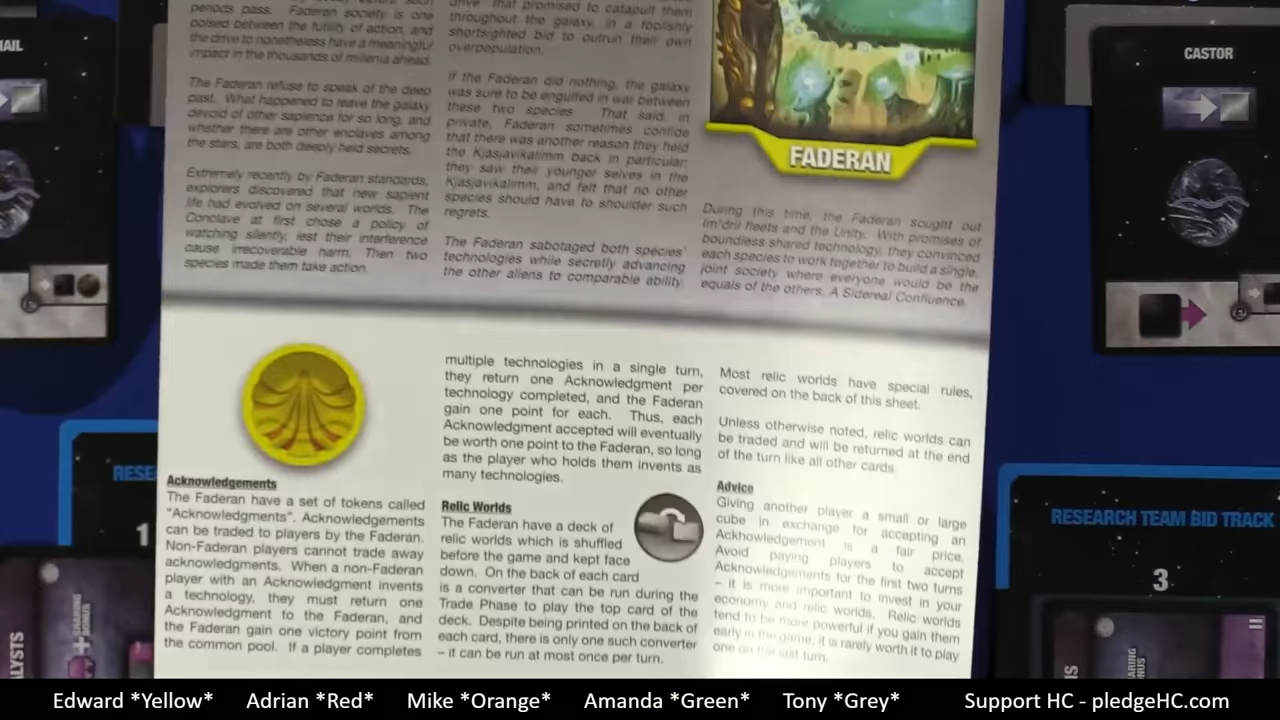 periods pass. Faderan society is one
poised between the futility of action, and
the drive to nonetheless have a meaningful
impact in the thousands of millenia ahead.
The Faderan refuse to speak of the deep
past. What happened to leave the galaxy
devoid of other sapience for so long, and
whether there are other enclaves among
the stars, are both deeply held secrets.
Extremely recently by Faderan standards,
explorers discovered that new sapient
life had evolved on several worlds. The
Conclave at first chose a policy of
watching silently, lest their interference
cause irrecoverable harm. Then two
species made them take action.
drive that promised to catapult them
throughout the galaxy, in a foolishly
shortsighted bid to outrun their own
overpopulation.
If the Faderan did nothing, the galaxy
was sure to be engulfed in war between
these two species. That said, in
private, Faderan sometimes confide
that there was another reason they held
the Kjasjavikalimm back in particular:
they saw their younger selves in the
Kjasjavikalimm, and felt that no other
species should have to shoulder such
regrets.
The Faderan sabotaged both species'
technologies while secretly advancing
the other aliens to comparable ability.
FADERAN
During this time, the Faderan sought out
Im'dril fleets and the Unity. With promises of
boundless shared technology, they convinced
each species to work together to build a single,
joint society where everyone would be the
equals of the others. A Sidereal Confluence.
Acknowledgements
The Faderan have a set of tokens called
"Acknowledgments". Acknowledgements
can be traded to players by the Faderan.
Non-Faderan players cannot trade away
acknowledgments. When a non-Faderan
player with an Acknowledgment invents
a technology, they must return one
Acknowledgment to the Faderan, and
the Faderan gain one victory point from
the common pool. If a player completes
multiple technologies in a single turn,
they return one Acknowledgment per
technology completed, and the Faderan
gain one point for each. Thus, each
Acknowledgment accepted will eventually
be worth one point to the Faderan, so long
as the player who holds them invents as
many technologies.
Relic Worlds
The Faderan have a deck of
relic worlds which is shuffled
before the game and kept face
down. On the back of each card
is a converter that can be run during the
Trade Phase to play the top card of the
deck. Despite being printed on the back of
each card, there is only one such converter
– it can be run at most once per turn.
Most relic worlds have special rules,
covered on the back of this sheet.
Unless otherwise noted, relic worlds can
be traded and will be returned at the end
of the turn like all other cards.
Advice
Giving another player a small or large
cube in exchange for accepting an
Acknowledgement is a fair price.
Avoid paying players to accept
Acknowledgements for the first two turns
– it is more important to invest in your
economy and relic worlds. Relic worlds
tend to be more powerful if you gain them
early in the game; it is rarely worth it to play
one on the last turn.
CASTOR
RESEARCH TEAM BID TRACK
3
RESE
1
Edward *Yellow* Adrian *Red* Mike *Orange* Amanda *Green* Tony *Grey* Support HC - pledgeHC.com